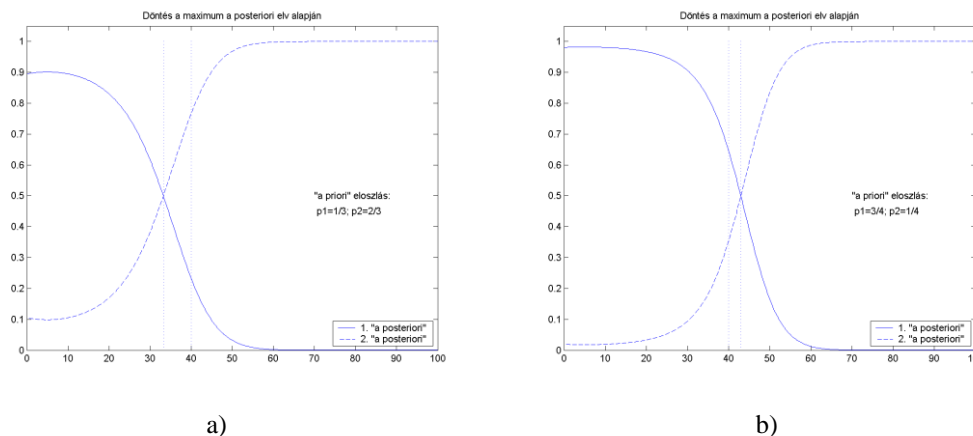 Döntés a maximum a posteriori elv alapján
1
0.9
0.8
0.7
0.6
0.5
0.4
0.3
0.2
0.1
0
"a priori" eloszlás:
p1=1/3; p2=2/3
1. "a posteriori"
2. "a posteriori"
0 10 20 30 40 50 60 70 80 90 100
a)
Döntés a maximum a posteriori elv alapján
1
0.9
0.8
0.7
0.6
0.5
0.4
0.3
0.2
0.1
0
"a priori" eloszlás:
p1=3/4; p2=1/4
1. "a posteriori"
2. "a posteriori"
0 10 20 30 40 50 60 70 80 90
b)